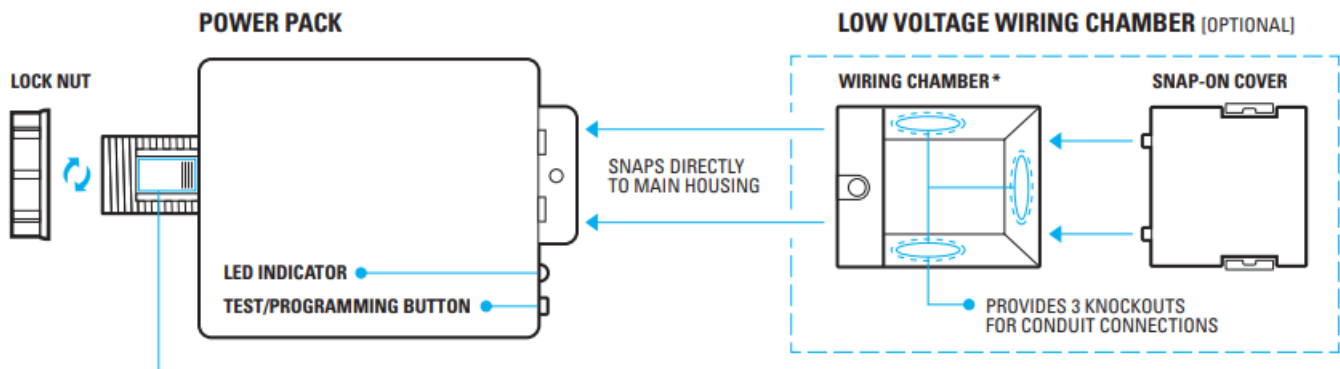 POWER PACK
LOW VOLTAGE WIRING CHAMBER [OPTIONAL]
LOCK NUT
WIRING CHAMBER*
SNAP-ON COVER
SNAPS DIRECTLY
TO MAIN HOUSING
LED INDICATOR
TEST/PROGRAMMING BUTTON
PROVIDES 3 KNOCKOUTS
FOR CONDUIT CONNECTIONS